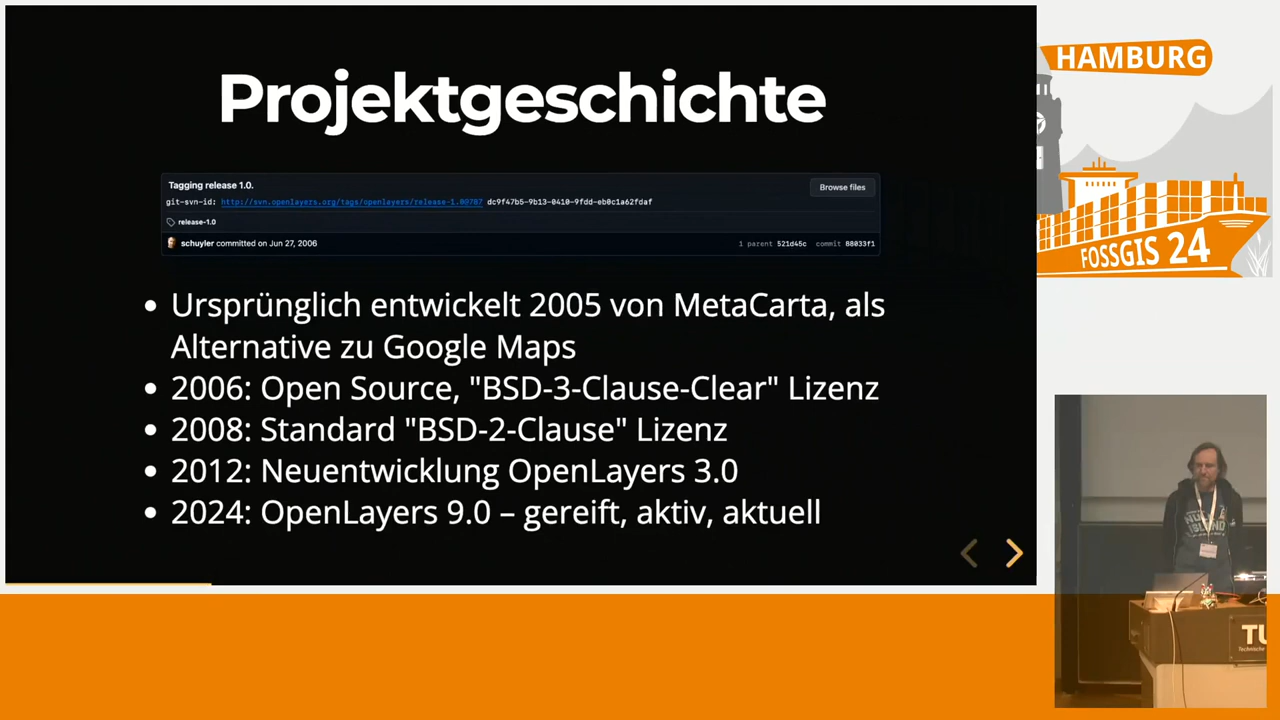 Projektgeschichte
Tagging release 1.0.
Browse files
git-svn-id: http://svn.openlayers.org/tags/openlayers/release-1.0@787 dc9f47b5-9b13-0410-9fdd-eb0c1a62fdaf
release-1.0
schuyler committed on Jun 27, 2006
1 parent 521d45c commit 88033f1
• Ursprünglich entwickelt 2005 von MetaCarta, als
Alternative zu Google Maps
• 2006: Open Source, "BSD-3-Clause-Clear" Lizenz
• 2008: Standard "BSD-2-Clause" Lizenz
• 2012: Neuentwicklung OpenLayers 3.0
• 2024: OpenLayers 9.0 – gereift, aktiv, aktuell
HAMBURG
FOSSGIS 24
NULL
ISLAND
TU
Technische